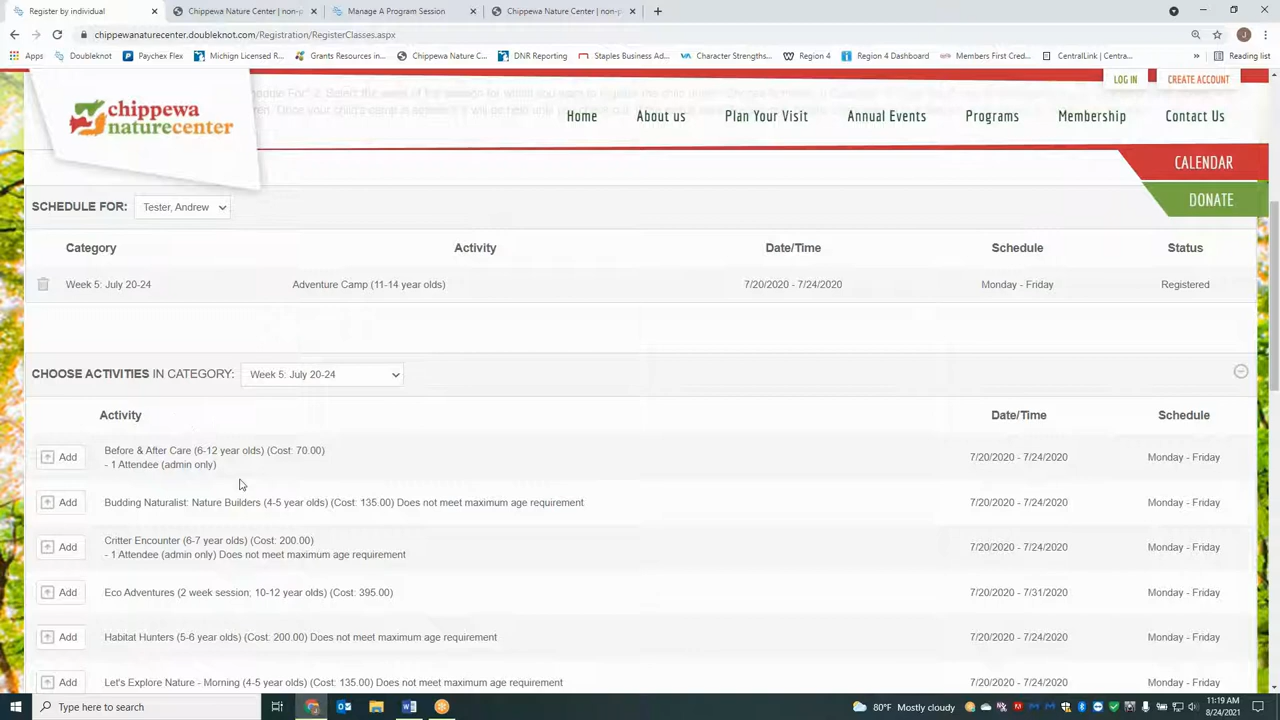 Register by individual
Chippewa Nature Center | non-p
Manage A Program Session
Chippewa Nature Center | non-p
chippewanaturecenter.doubleknot.com/Registration/RegisterClasses.aspx
Apps
Doubleknot
Paychex Flex
Michign Licensed R...
Grants Resources in...
Chippewa Nature C...
DNR Reporting
Staples Business Ad...
Character Strengths...
Region 4
Region 4 Dashboard
Members First Cred...
CentralLink | Centra...
Reading list
LOG IN
CREATE ACCOUNT
chippewa
naturecenter
Home
About us
Plan Your Visit
Annual Events
Programs
Membership
Contact Us
CALENDAR
DONATE
SCHEDULE FOR: Tester, Andrew
Category Activity Date/Time Schedule Status
Week 5: July 20-24 Adventure Camp (11-14 year olds) 7/20/2020 - 7/24/2020 Monday - Friday Registered
CHOOSE ACTIVITIES IN CATEGORY: Week 5: July 20-24
Activity Date/Time Schedule
Add Before & After Care (6-12 year olds) (Cost: 70.00) 7/20/2020 - 7/24/2020 Monday - Friday
- 1 Attendee (admin only)
Add Budding Naturalist: Nature Builders (4-5 year olds) (Cost: 135.00) Does not meet maximum age requirement 7/20/2020 - 7/24/2020 Monday - Friday
Add Critter Encounter (6-7 year olds) (Cost: 200.00) 7/20/2020 - 7/24/2020 Monday - Friday
- 1 Attendee (admin only) Does not meet maximum age requirement
Add Eco Adventures (2 week session; 10-12 year olds) (Cost: 395.00) 7/20/2020 - 7/31/2020 Monday - Friday
Add Habitat Hunters (5-6 year olds) (Cost: 200.00) Does not meet maximum age requirement 7/20/2020 - 7/24/2020 Monday - Friday
Add Let's Explore Nature - Morning (4-5 year olds) (Cost: 135.00) Does not meet maximum age requirement 7/20/2020 - 7/24/2020 Monday - Friday
Type here to search
80°F Mostly cloudy
11:19 AM
8/24/2021